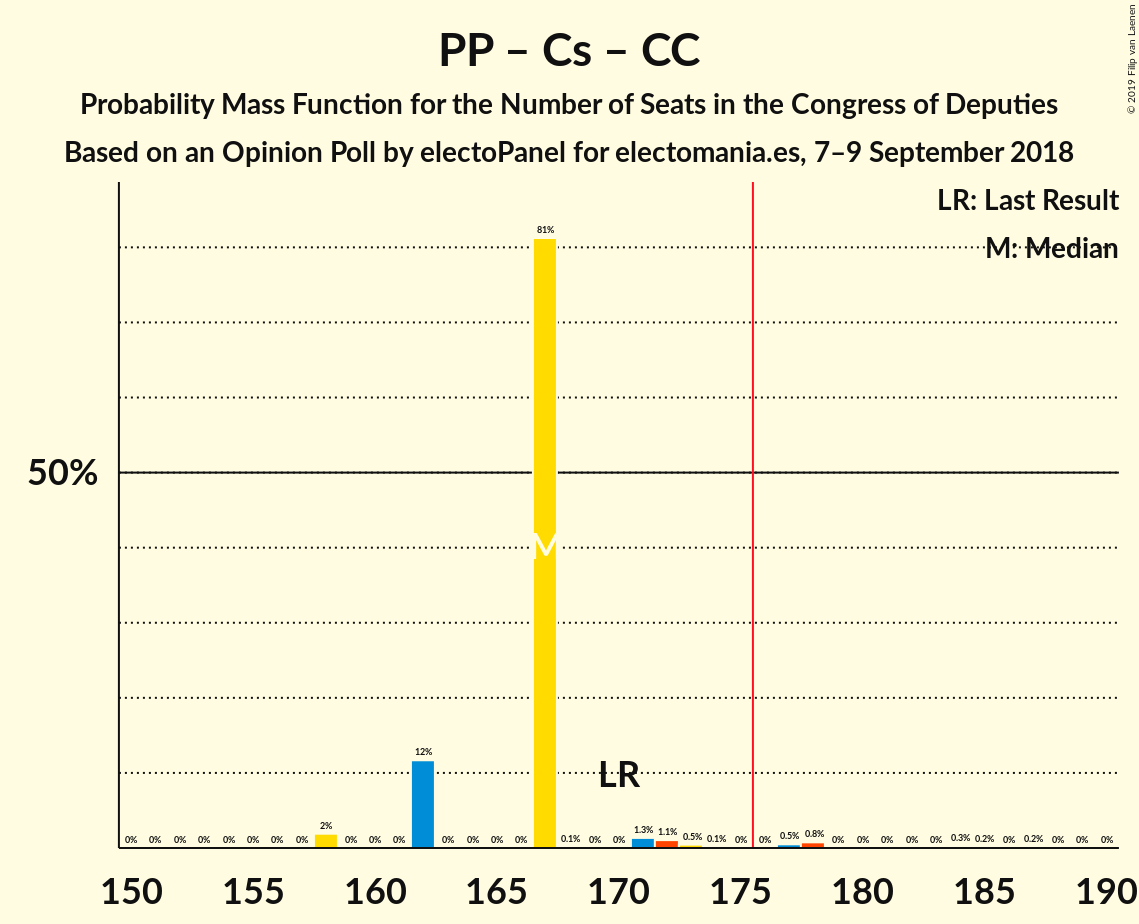 PP – Cs – CC
Probability Mass Function for the Number of Seats in the Congress of Deputies
Based on an Opinion Poll by electoPanel for electomania.es, 7–9 September 2018
© 2019 Filip van Laenen
LR: Last Result
M: Median
81%
50%
M
12%
LR
0% 0% 0% 0% 0% 0% 0% 0% 2% 0% 0% 0% 0% 0% 0% 0% 0.1% 0% 0% 1.3% 1.1% 0.5% 0.1% 0% 0% 0.5% 0.8% 0% 0% 0% 0% 0% 0.3% 0.2% 0% 0.2% 0% 0% 0%
150 155 160 165 170 175 180 185 190